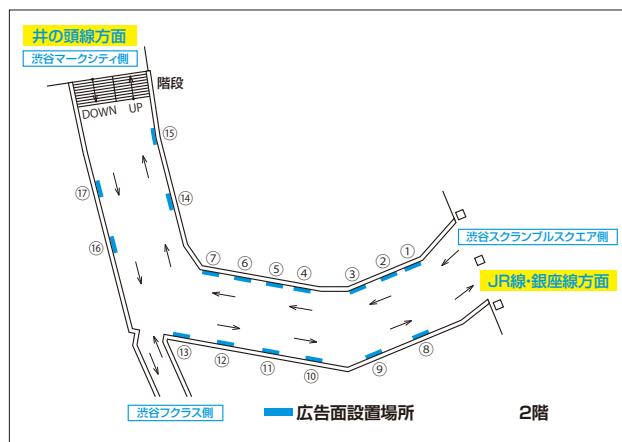 井の頭線方面
渋谷マークシティ側
階段
DOWN UP
⑮
⑰
⑭
⑯
⑦
⑥
⑤
④
③
②
①
渋谷スクランブルスクエア側
JR線・銀座線方面
⑬
⑫
⑪
⑩
⑨
⑧
渋谷フクラス側
広告面設置場所
2階